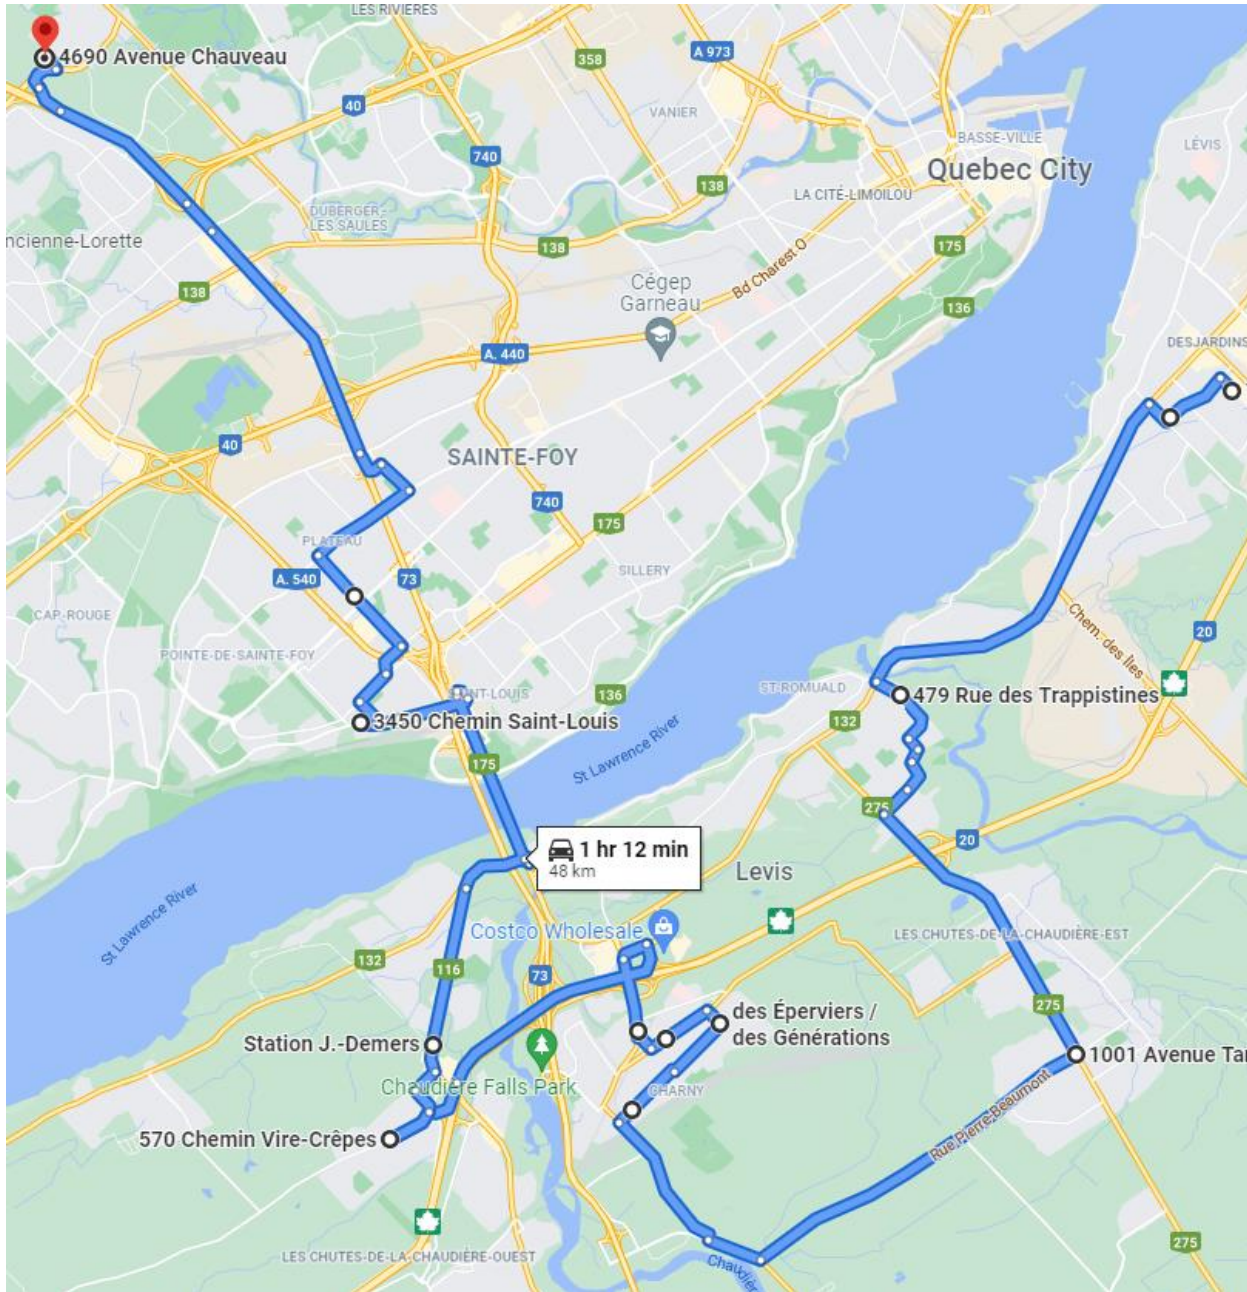 LES RIVIERES
4690 Avenue Chauveau
A 973
358
40
VANIER
BASSE-VILLE
LÉVIS
740
Quebec City
138
LA CITÉ-LIMOILOU
DUBERGER-
LES SAULES
ncienne-Lorette
138
175
Bd Charest O
Cégep
Garneau
138
136
DESJARDINS
A. 440
40
SAINTE-FOY
740
175
PLATEAU
A. 540
73
SILLERY
CAP-ROUGE
Chem. des Îles
20
POINTE-DE-SAINTE-FOY
136
ST-ROMUALD
SAINT-LOUIS
479 Rue des Trappistines
3450 Chemin Saint-Louis
132
St Lawrence River
175
275
20
1 hr 12 min
48 km
Levis
St Lawrence River
Costco Wholesale
LES CHUTES-DE-LA-CHAUDIÈRE-EST
132
116
73
275
des Éperviers /
des Générations
Station J.-Demers
1001 Avenue Tan
Chaudière Falls Park
CHARNY
Rue Pierre-Beaumont
570 Chemin Vire-Crêpes
275
LES CHUTES-DE-LA-CHAUDIÈRE-OUEST
Chaudièr